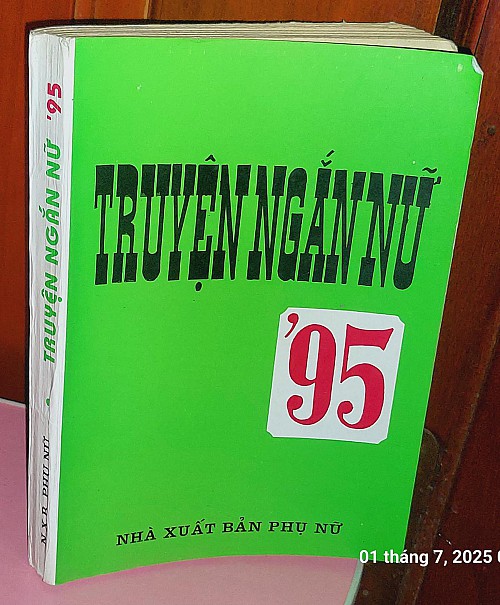 TRUYỆN NGẮN NỮ
'95
NHÀ XUẤT BẢN PHỤ NỮ
TRUYỆN NGẮN NỮ '95
N X B PHỤ NỮ
01 tháng 7, 2025